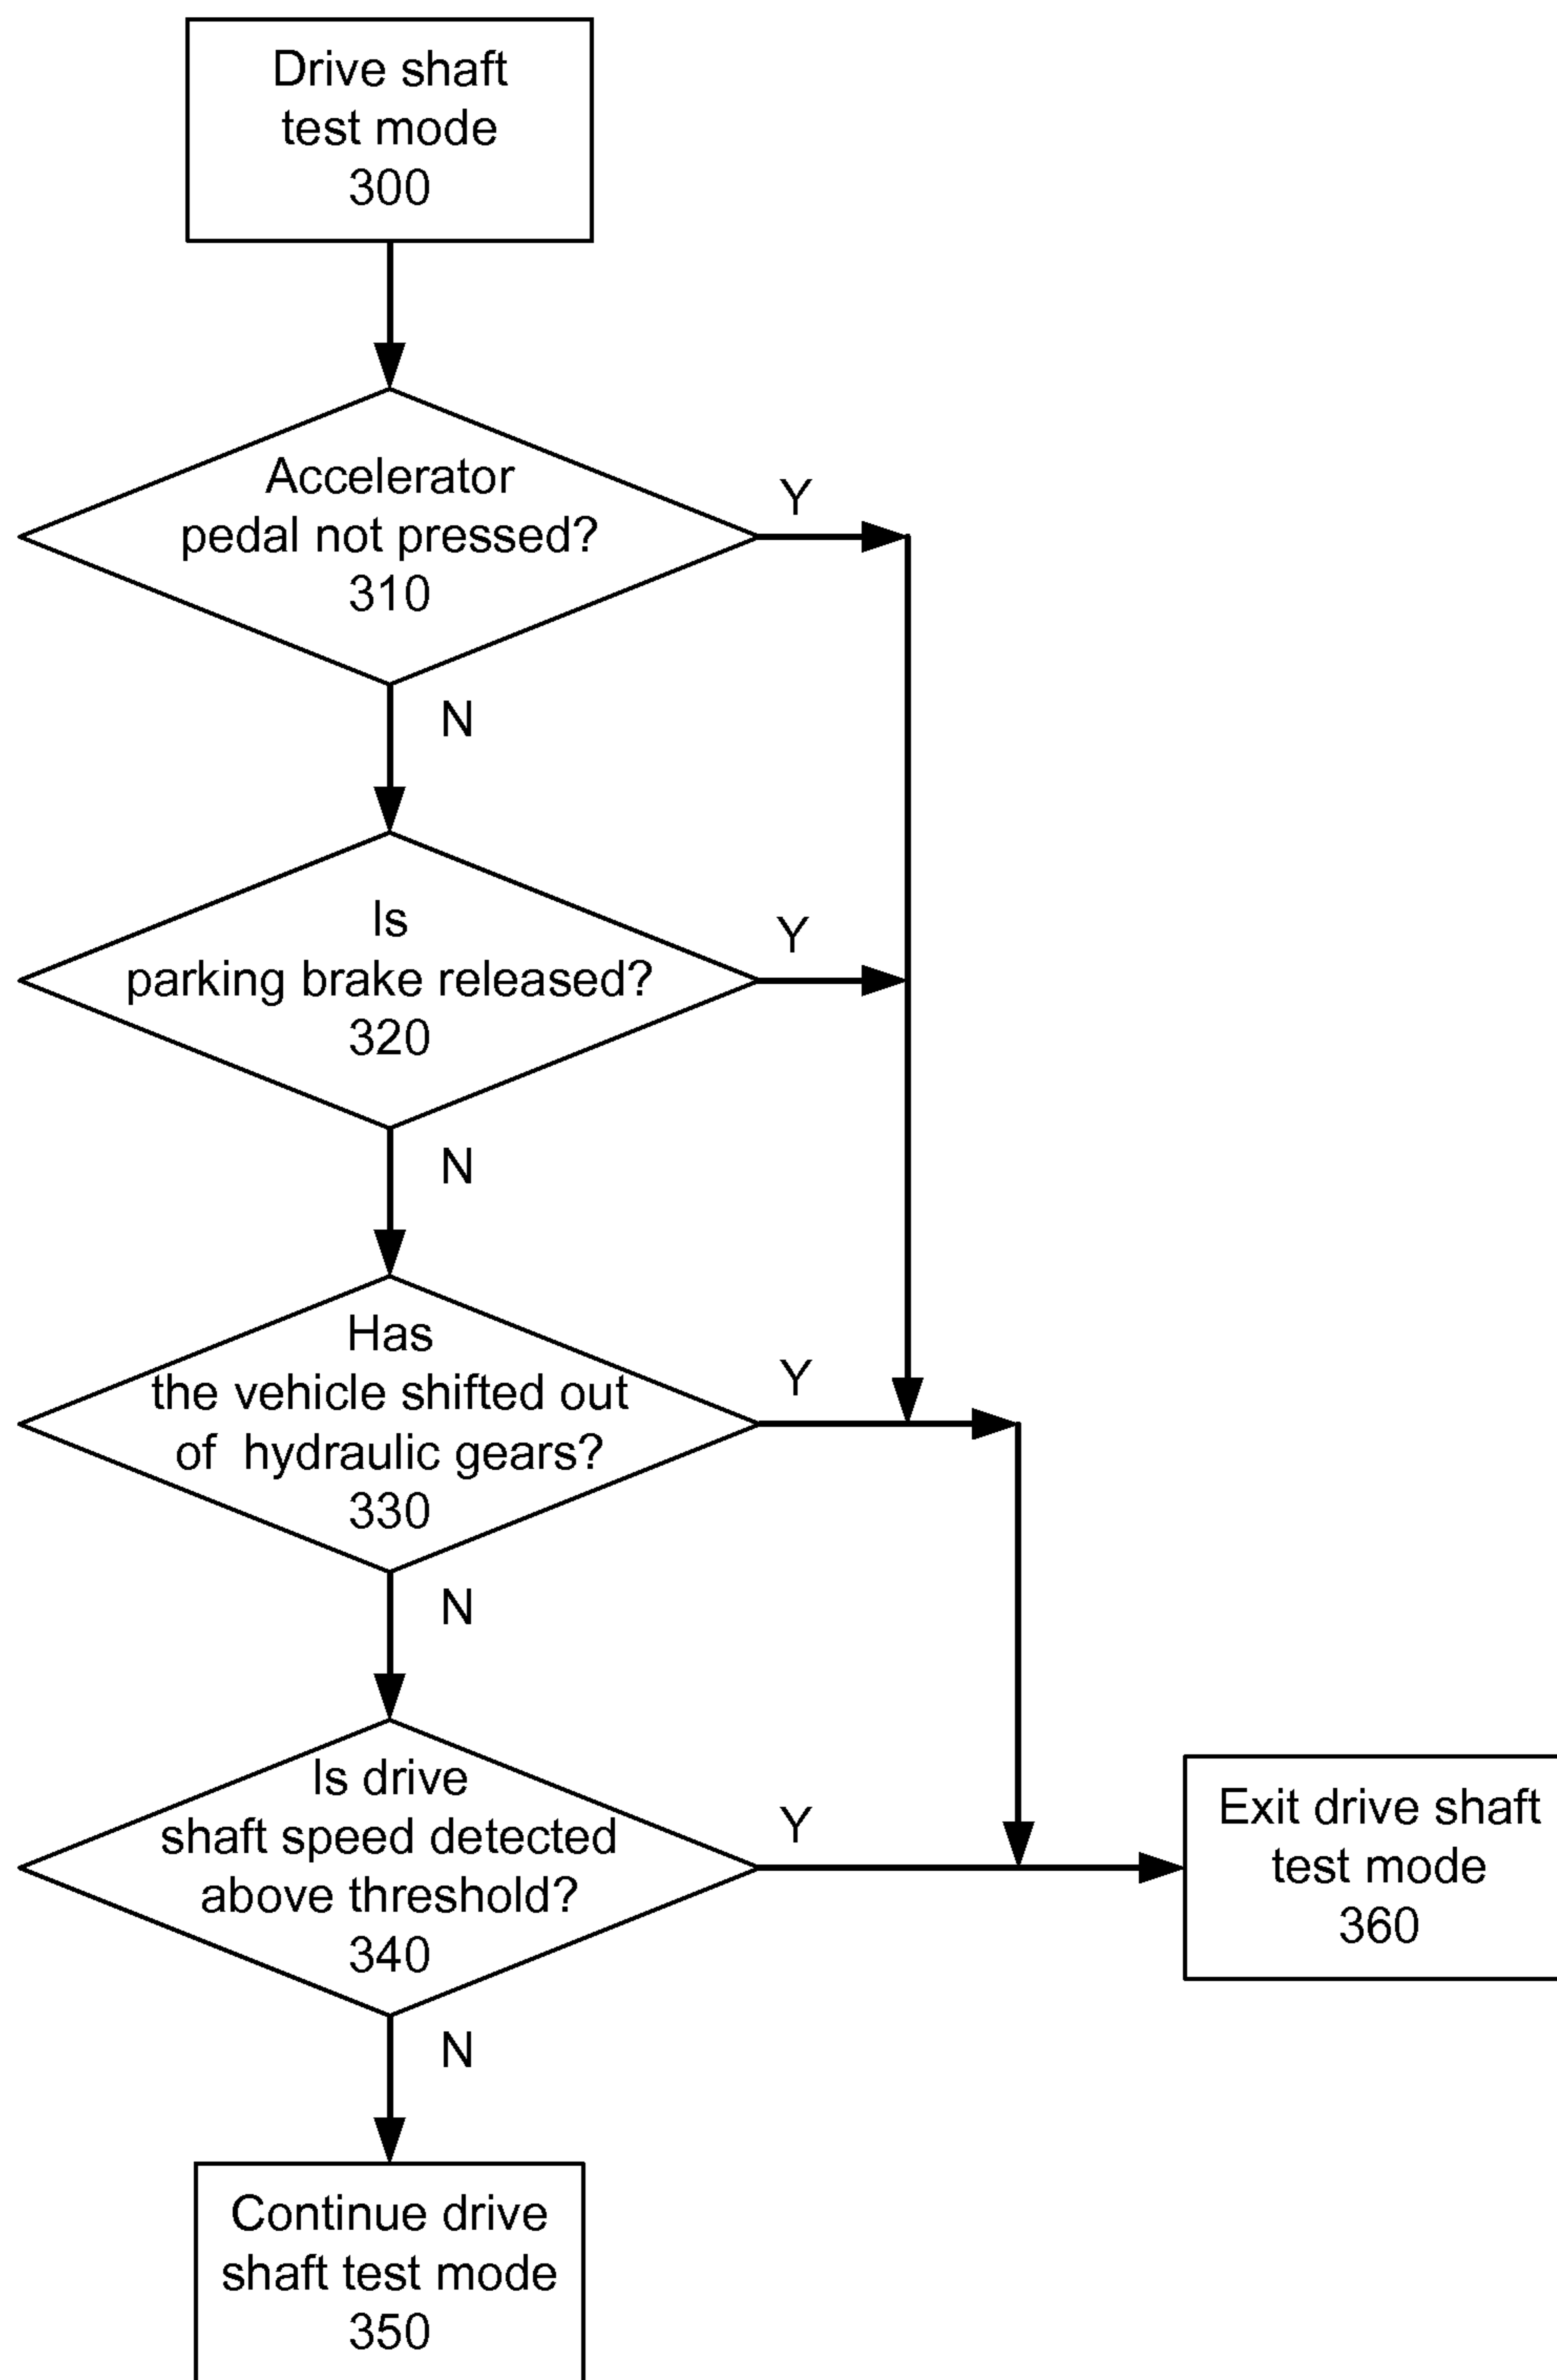 Drive shaft
test mode
300
Accelerator
pedal not pressed?
310
Y
N
Is
parking brake released?
320
Y
N
Has
the vehicle shifted out
of hydraulic gears?
330
Y
N
Is drive
shaft speed detected
above threshold?
340
Y
Exit drive shaft
test mode
360
N
Continue drive
shaft test mode
350